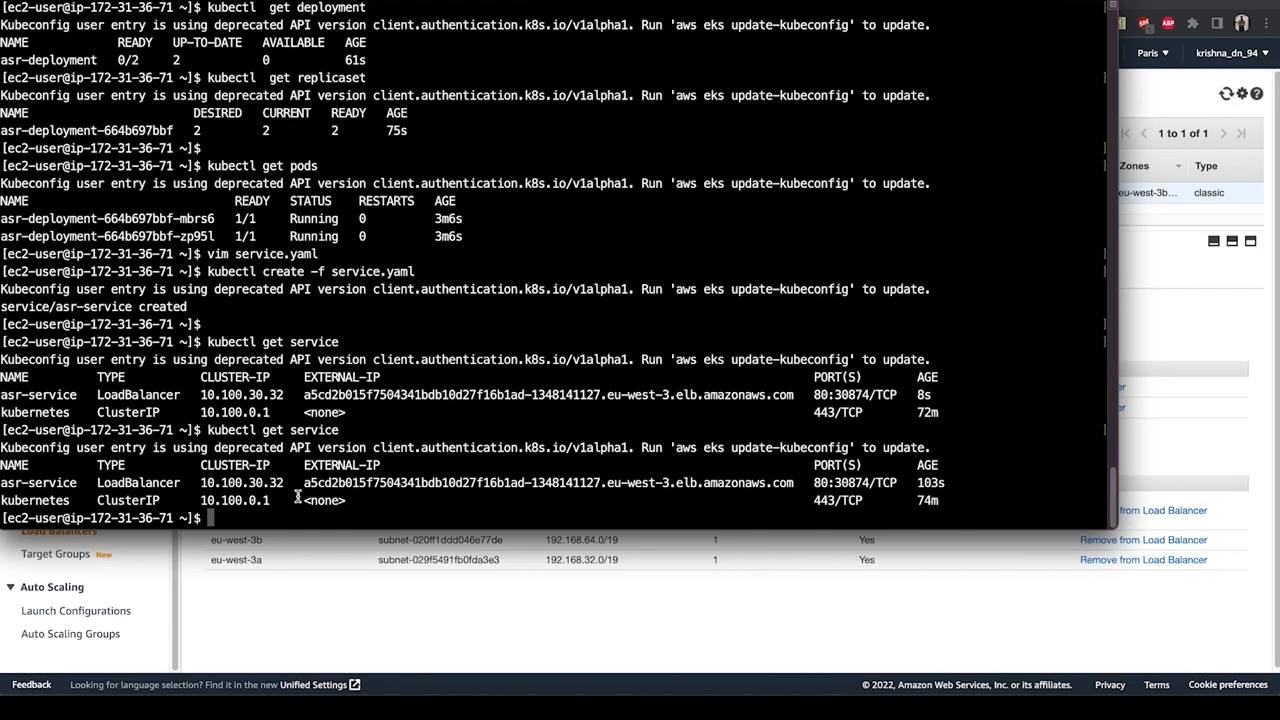 [ec2-user@ip-172-31-36-71 ~]$ kubectl  get deployment
Kubeconfig user entry is using deprecated API version client.authentication.k8s.io/v1alpha1. Run 'aws eks update-kubeconfig' to update.
NAME READY UP-TO-DATE AVAILABLE AGE
asr-deployment 0/2 2 0 61s
[ec2-user@ip-172-31-36-71 ~]$ kubectl  get replicaset
Kubeconfig user entry is using deprecated API version client.authentication.k8s.io/v1alpha1. Run 'aws eks update-kubeconfig' to update.
NAME DESIRED CURRENT READY AGE
asr-deployment-664b697bbf 2 2 2 75s
[ec2-user@ip-172-31-36-71 ~]$
[ec2-user@ip-172-31-36-71 ~]$ kubectl get pods
Kubeconfig user entry is using deprecated API version client.authentication.k8s.io/v1alpha1. Run 'aws eks update-kubeconfig' to update.
NAME READY STATUS RESTARTS AGE
asr-deployment-664b697bbf-mbrs6 1/1 Running 0 3m6s
asr-deployment-664b697bbf-zp95l 1/1 Running 0 3m6s
[ec2-user@ip-172-31-36-71 ~]$ vim service.yaml
[ec2-user@ip-172-31-36-71 ~]$ kubectl create -f service.yaml
Kubeconfig user entry is using deprecated API version client.authentication.k8s.io/v1alpha1. Run 'aws eks update-kubeconfig' to update.
service/asr-service created
[ec2-user@ip-172-31-36-71 ~]$
[ec2-user@ip-172-31-36-71 ~]$ kubectl get service
Kubeconfig user entry is using deprecated API version client.authentication.k8s.io/v1alpha1. Run 'aws eks update-kubeconfig' to update.
NAME TYPE CLUSTER-IP EXTERNAL-IP PORT(S) AGE
asr-service LoadBalancer 10.100.30.32 a5cd2b015f7504341bdb10d27f16b1ad-1348141127.eu-west-3.elb.amazonaws.com 80:30874/TCP 8s
kubernetes ClusterIP 10.100.0.1 <none> 443/TCP 72m
[ec2-user@ip-172-31-36-71 ~]$ kubectl get service
Kubeconfig user entry is using deprecated API version client.authentication.k8s.io/v1alpha1. Run 'aws eks update-kubeconfig' to update.
NAME TYPE CLUSTER-IP EXTERNAL-IP PORT(S) AGE
asr-service LoadBalancer 10.100.30.32 a5cd2b015f7504341bdb10d27f16b1ad-1348141127.eu-west-3.elb.amazonaws.com 80:30874/TCP 103s
kubernetes ClusterIP 10.100.0.1 <none> 443/TCP 74m
[ec2-user@ip-172-31-36-71 ~]$
ABP
Paris krishna_dn_94
1 to 1 of 1
Zones Type
eu-west-3b... classic
Load Balancers
Target Groups New
Auto Scaling
Launch Configurations
Auto Scaling Groups
Remove from Load Balancer
eu-west-3b subnet-020ff1ddd046e77de 192.168.64.0/19 1 Yes Remove from Load Balancer
eu-west-3a subnet-029f5491fb0fda3e3 192.168.32.0/19 1 Yes Remove from Load Balancer
Feedback Looking for language selection? Find it in the new Unified Settings © 2022, Amazon Web Services, Inc. or its affiliates. Privacy Terms Cookie preferences